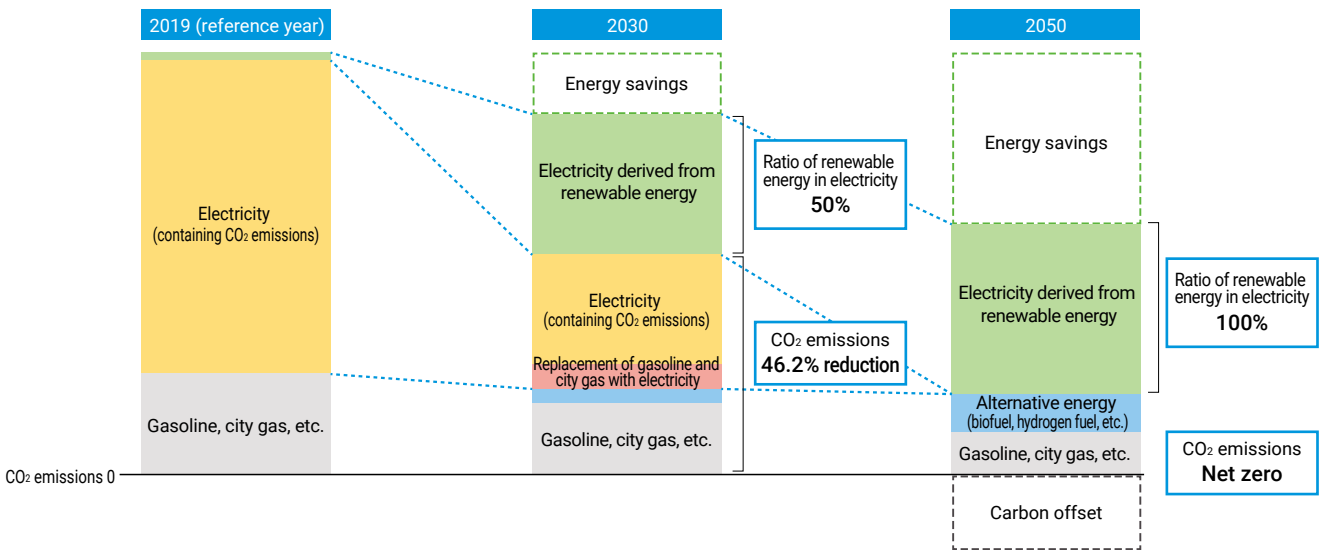 2019 (reference year)
2030
2050
Electricity
(containing CO₂ emissions)
Gasoline, city gas, etc.
CO₂ emissions 0
Energy savings
Electricity derived from
renewable energy
Electricity
(containing CO₂ emissions)
Replacement of gasoline and
city gas with electricity
Gasoline, city gas, etc.
Ratio of renewable
energy in electricity
50%
CO₂ emissions
46.2% reduction
Energy savings
Electricity derived from
renewable energy
Alternative energy
(biofuel, hydrogen fuel, etc.)
Gasoline, city gas, etc.
Carbon offset
Ratio of renewable
energy in electricity
100%
CO₂ emissions
Net zero